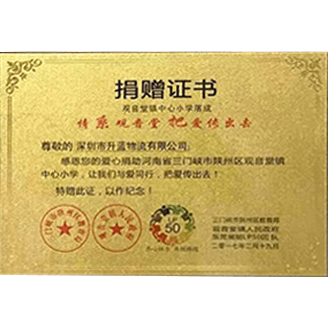 捐赠证书
观音堂镇中心小学落成
情系观音堂 把爱传出去
尊敬的 深圳市升蓝物流有限公司:
感恩您的爱心捐助河南省三门峡市陕州区观音堂镇
中心小学,让我们与爱同行,把爱传出去!
特赠此证,以作纪念!
50
三门峡市陕州区教育局
观音堂镇人民政府
二〇一七年二月十九日